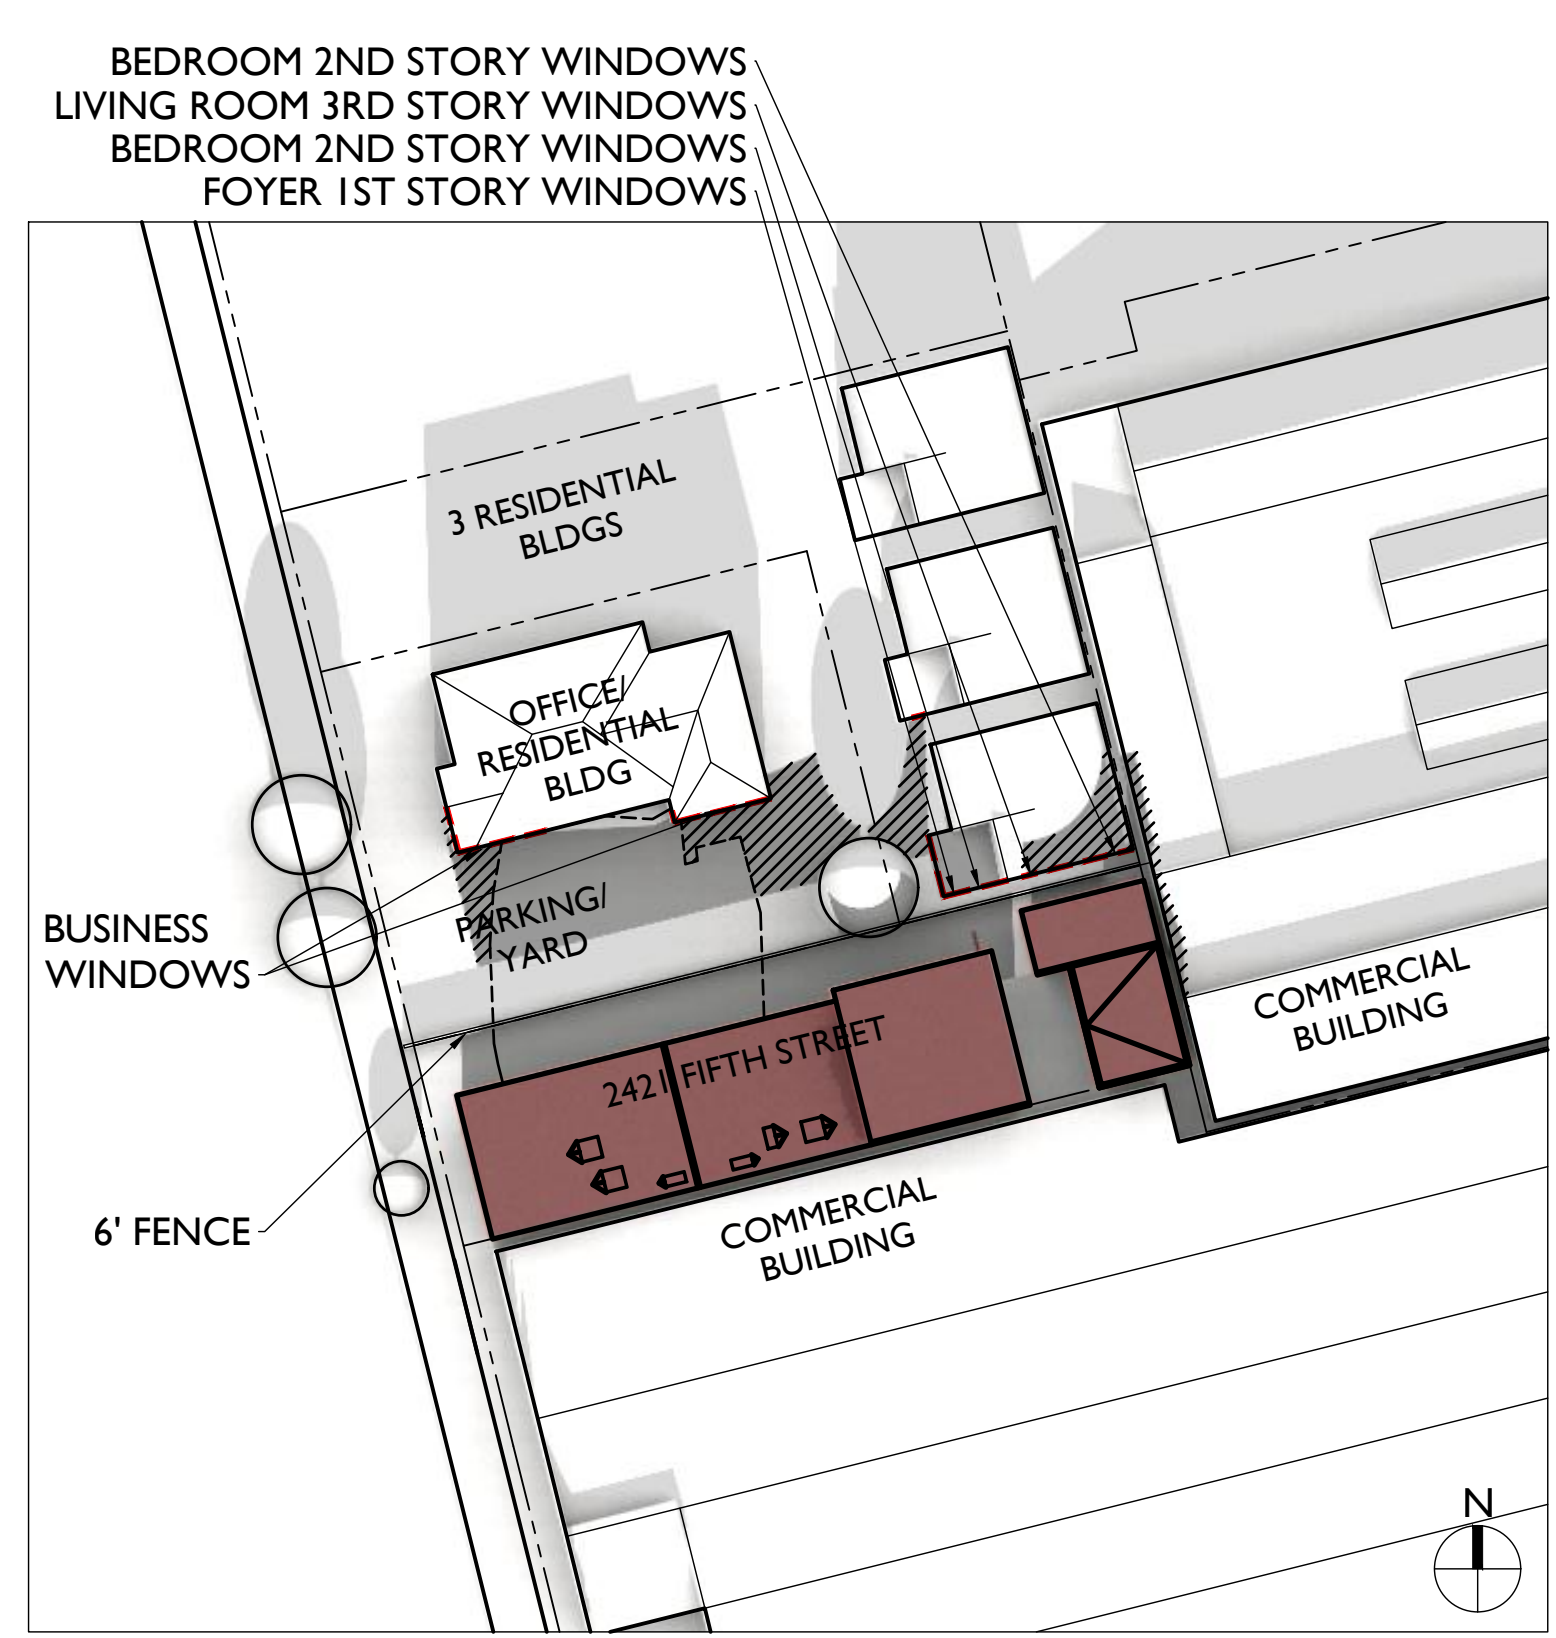 BEDROOM 2ND STORY WINDOWS
LIVING ROOM 3RD STORY WINDOWS
BEDROOM 2ND STORY WINDOWS
FOYER 1ST STORY WINDOWS
3 RESIDENTIAL
BLDGS
OFFICE/
RESIDENTIAL
BLDG
PARKING/
YARD
BUSINESS
WINDOWS
COMMERCIAL
BUILDING
2421 FIFTH STREET
6' FENCE
COMMERCIAL
BUILDING
N